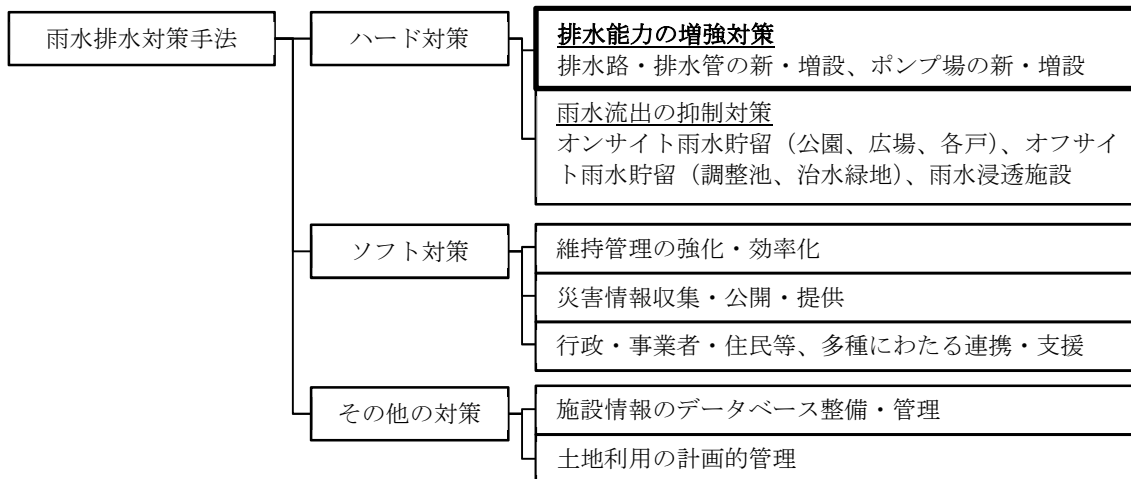 雨水排水対策手法
ハード対策
排水能力の増強対策
排水路・排水管の新・増設、ポンプ場の新・増設
雨水流出の抑制対策
オンサイト雨水貯留（公園、広場、各戸）、オフサイ
ト雨水貯留（調整池、治水緑地）、雨水浸透施設
ソフト対策
維持管理の強化・効率化
災害情報収集・公開・提供
行政・事業者・住民等、多種にわたる連携・支援
その他の対策
施設情報のデータベース整備・管理
土地利用の計画的管理